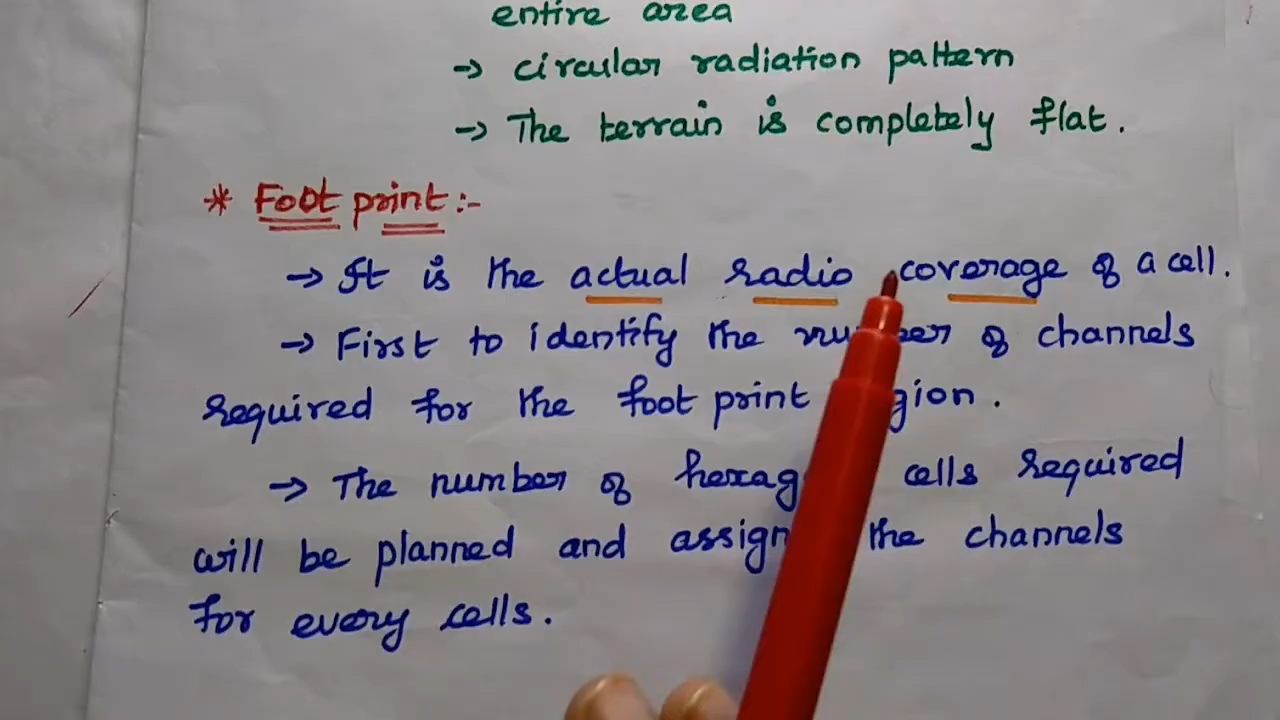 entire area
→ circular radiation pattern
→ The terrain is completely flat.
* Foot print :-
→ It is the actual radio coverage of a cell.
→ First to identify the number of channels
required for the foot print region.
→ The number of cells required
will be planned and the channels
for every cells.